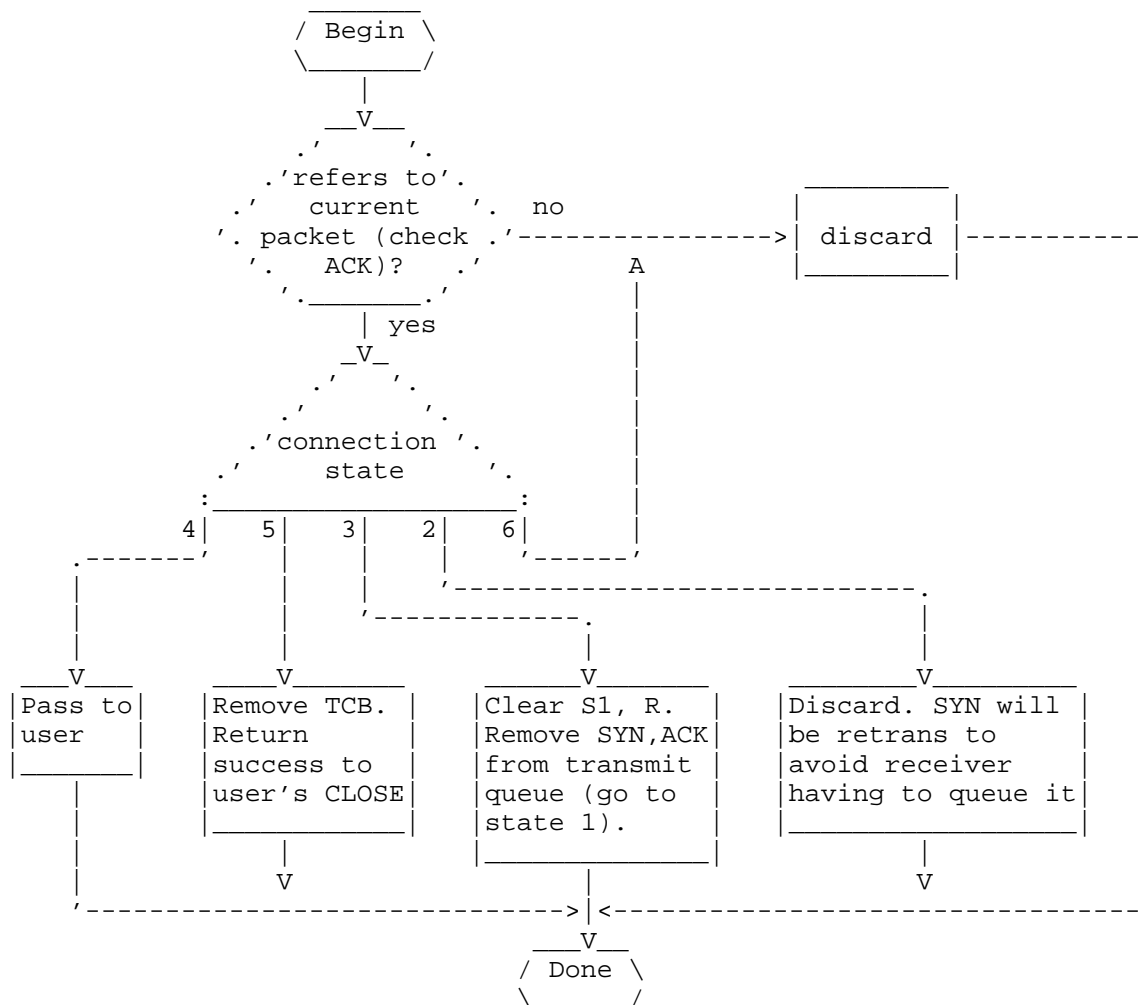 Begin
refers to
current
no
packet (check
discard
ACK)?
A
yes
V
connection
state
4 5 3 2 6
Pass to
user
Remove TCB.
Return
success to
user's CLOSE
Clear S1, R.
Remove SYN,ACK
from transmit
queue (go to
state 1).
Discard. SYN will
be retrans to
avoid receiver
having to queue it
Done